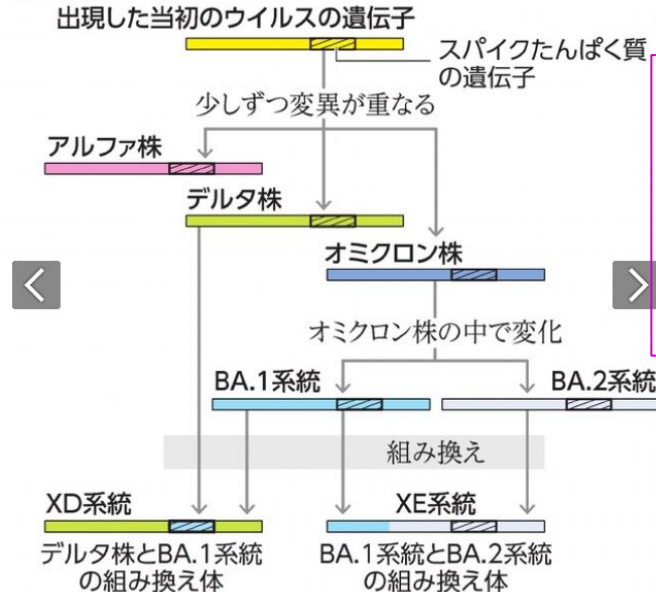 出現した当初のウイルスの遺伝子
スパイクたんぱく質
の遺伝子
少しずつ変異が重なる
アルファ株
デルタ株
オミクロン株
オミクロン株の中で変化
BA.1系統
BA.2系統
組み換え
XD系統
XE系統
デルタ株とBA.1系統
の組み換え体
BA.1系統とBA.2系統
の組み換え体